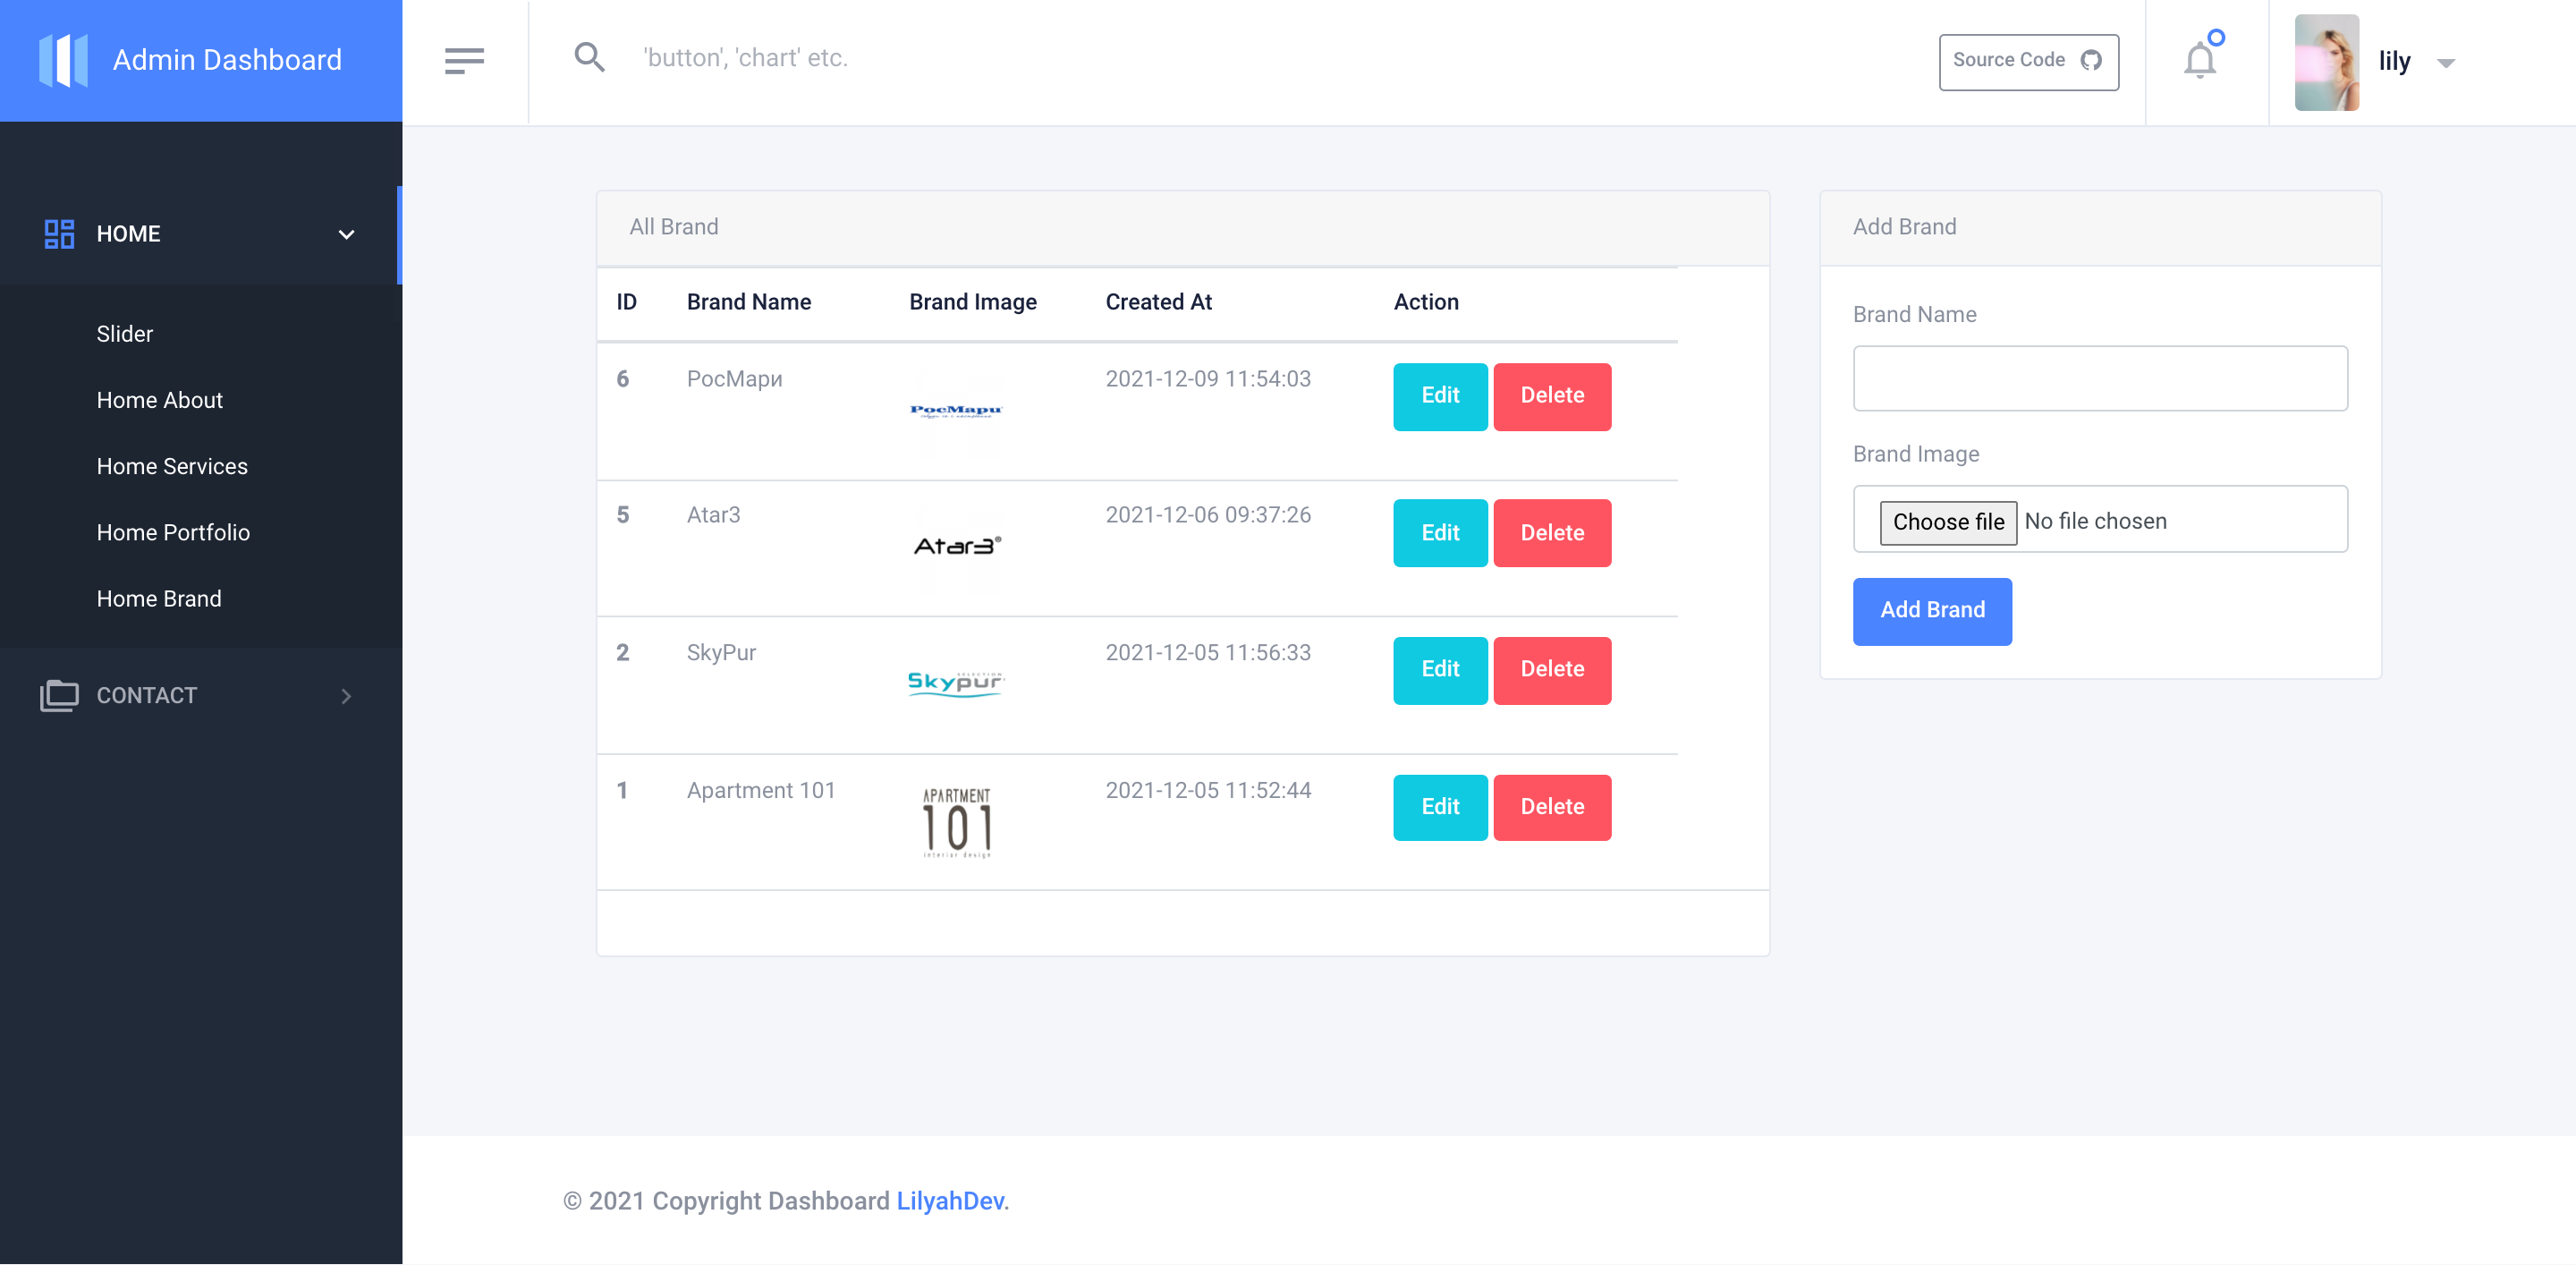 Admin Dashboard
'button', 'chart' etc.
Source Code
lily
HOME
Slider
Home About
Home Services
Home Portfolio
Home Brand
CONTACT
All Brand
ID Brand Name Brand Image Created At Action
6 РосМари 2021-12-09 11:54:03 Edit Delete
РосМари
5 Atar3 2021-12-06 09:37:26 Edit Delete
Atar3®
2 SkyPur 2021-12-05 11:56:33 Edit Delete
SELECTION
Skypur
1 Apartment 101 2021-12-05 11:52:44 Edit Delete
APARTMENT
101
interior design
Add Brand
Brand Name
Brand Image
Choose file No file chosen
Add Brand
© 2021 Copyright Dashboard LilyahDev.